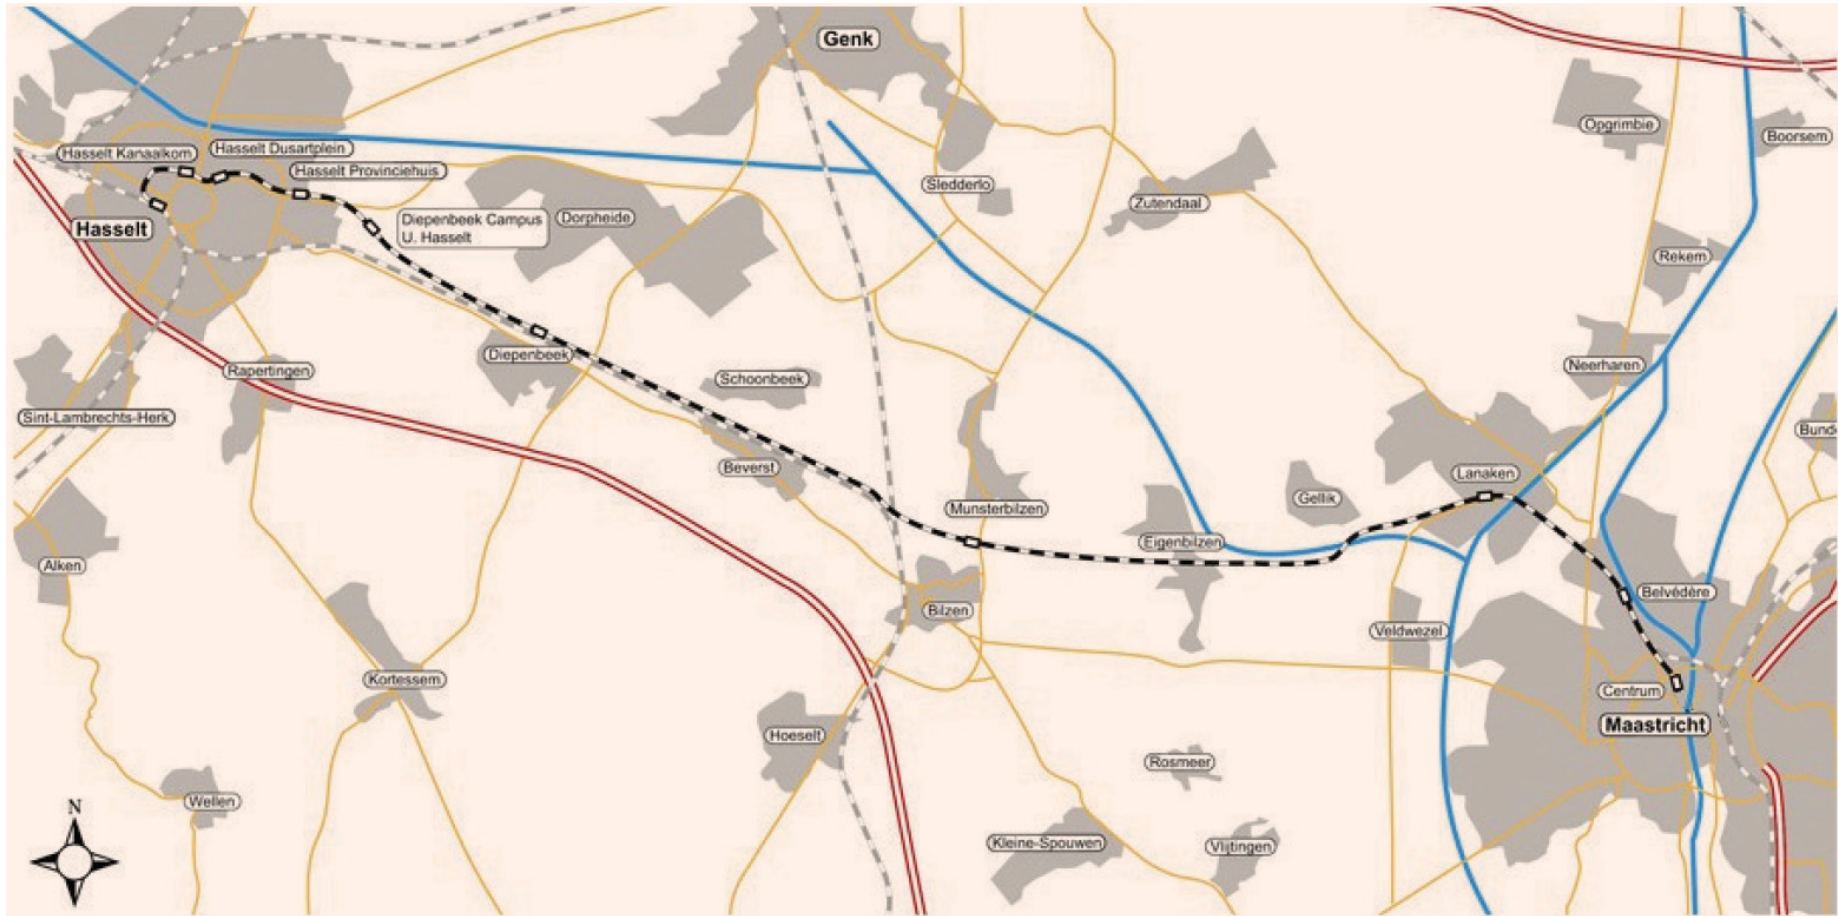 Genk
Opgrimbie
Boorsem
Hasselt Kanaalkom
Hasselt Dusartplein
Hasselt Provinciehuis
Sledderlo
Zutendaal
Hasselt
Diepenbeek Campus
U. Hasselt
Dorpheide
Rekem
Diepenbeek
Neerharen
Rapertingen
Schoonbeek
Sint-Lambrechts-Herk
Bunde
Beverst
Lanaken
Gellik
Munsterbilzen
Eigenbilzen
Alken
Belvédère
Bilzen
Veldwezel
Kortessem
Centrum
Maastricht
Hoeselt
Rosmeer
Wellen
N
Kleine-Spouwen
Vlijtingen